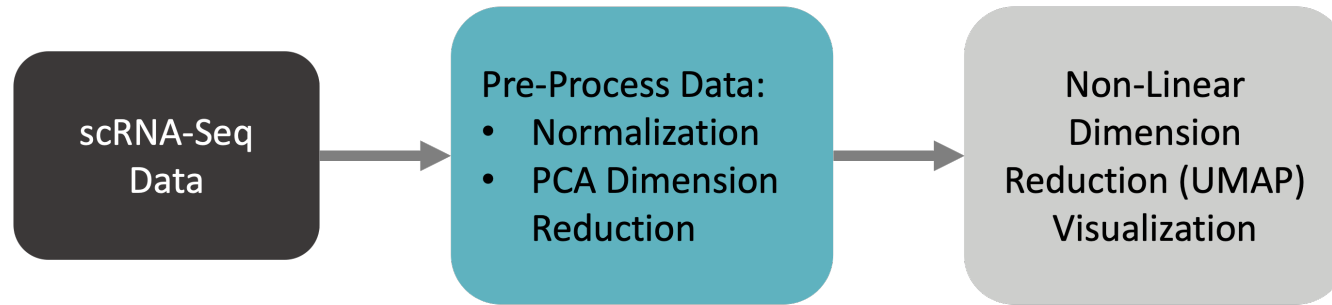 scRNA-Seq
Data
Pre-Process Data:
• Normalization
• PCA Dimension
Reduction
Non-Linear
Dimension
Reduction (UMAP)
Visualization